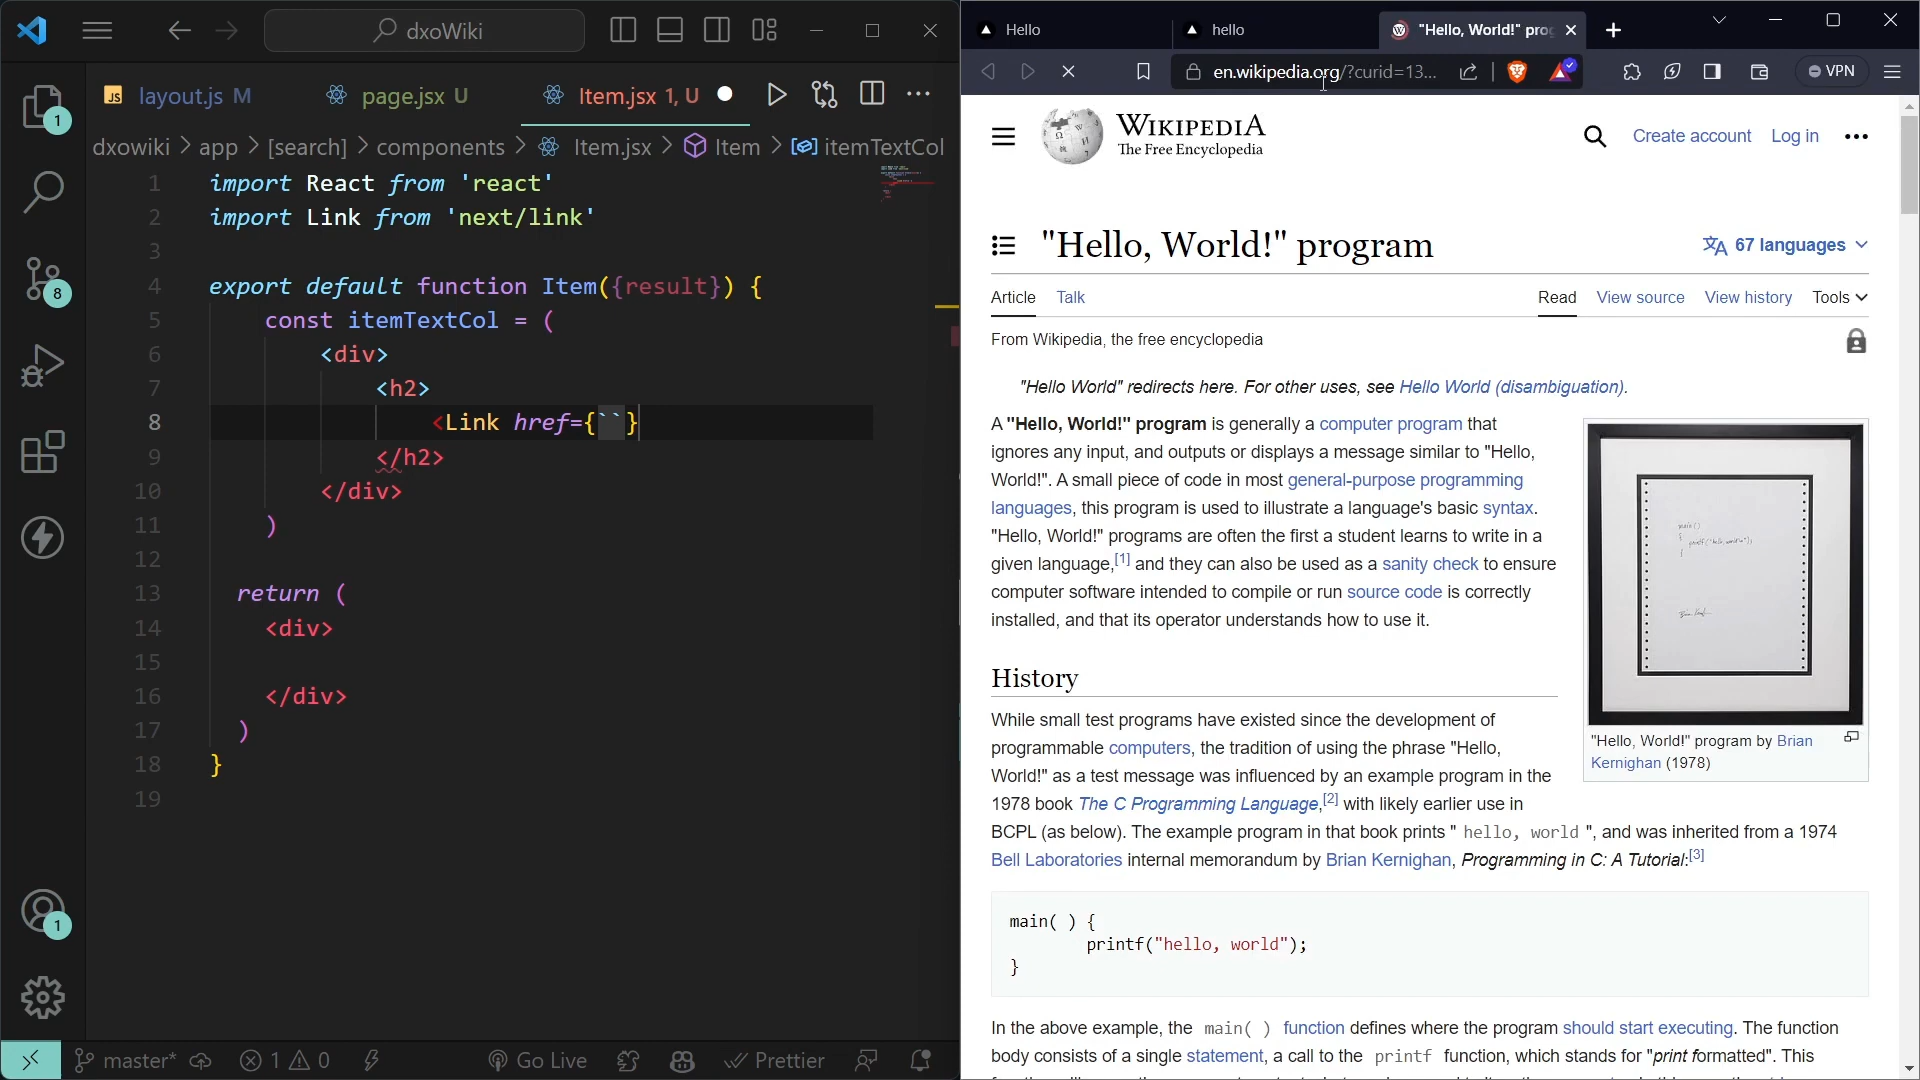 dxoWiki
layout.js M
page.jsx U
Item.jsx 1, U
dxowiki > app > [search] > components > Item.jsx > Item > itemTextCol
1 import React from 'react'
2 import Link from 'next/link'
3
4 export default function Item({result}) {
5 const itemTextCol = (
6 <div>
7 <h2>
8 <Link href={``}
9 </h2>
10 </div>
11 )
12
13 return (
14 <div>
15
16 </div>
17 )
18 }
19
1
8
1
master*
1 0
Go Live
Prettier
Hello
hello
"Hello, World!" pro
en.wikipedia.org/?curid=13...
VPN
WIKIPEDIA
The Free Encyclopedia
Create account
Log in
"Hello, World!" program
67 languages
Article
Talk
Read
View source
View history
Tools
From Wikipedia, the free encyclopedia
"Hello World" redirects here. For other uses, see Hello World (disambiguation).
A "Hello, World!" program is generally a computer program that
ignores any input, and outputs or displays a message similar to "Hello,
World!". A small piece of code in most general-purpose programming
languages, this program is used to illustrate a language's basic syntax.
"Hello, World!" programs are often the first a student learns to write in a
given language,[1] and they can also be used as a sanity check to ensure
computer software intended to compile or run source code is correctly
installed, and that its operator understands how to use it.
"Hello, World!" program by Brian
Kernighan (1978)
History
While small test programs have existed since the development of
programmable computers, the tradition of using the phrase "Hello,
World!" as a test message was influenced by an example program in the
1978 book The C Programming Language,[2] with likely earlier use in
BCPL (as below). The example program in that book prints " hello, world ", and was inherited from a 1974
Bell Laboratories internal memorandum by Brian Kernighan, Programming in C: A Tutorial:[3]
main( ) {
printf("hello, world");
}
In the above example, the main( ) function defines where the program should start executing. The function
body consists of a single statement, a call to the printf function, which stands for "print formatted". This